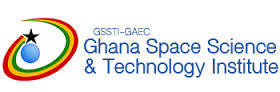 GSSTI-GAEC
Ghana Space Science
& Technology Institute